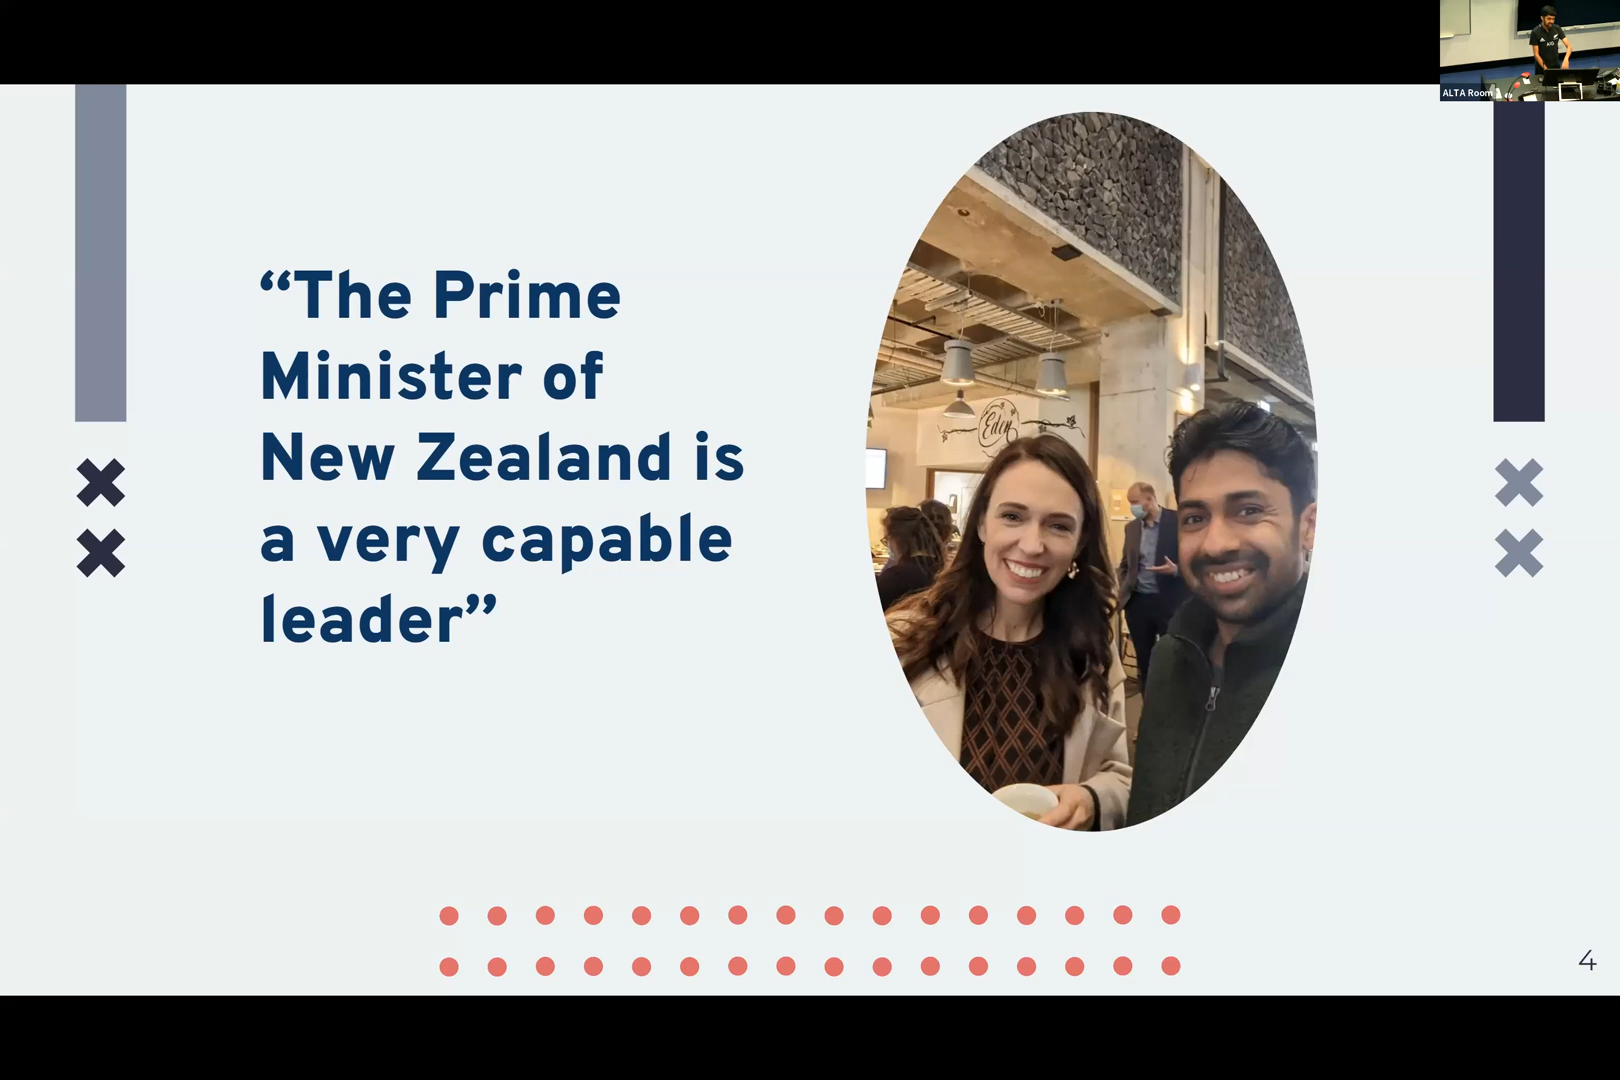 ALTA Room
“The Prime
Minister of
New Zealand is
a very capable
leader”
Eden
4